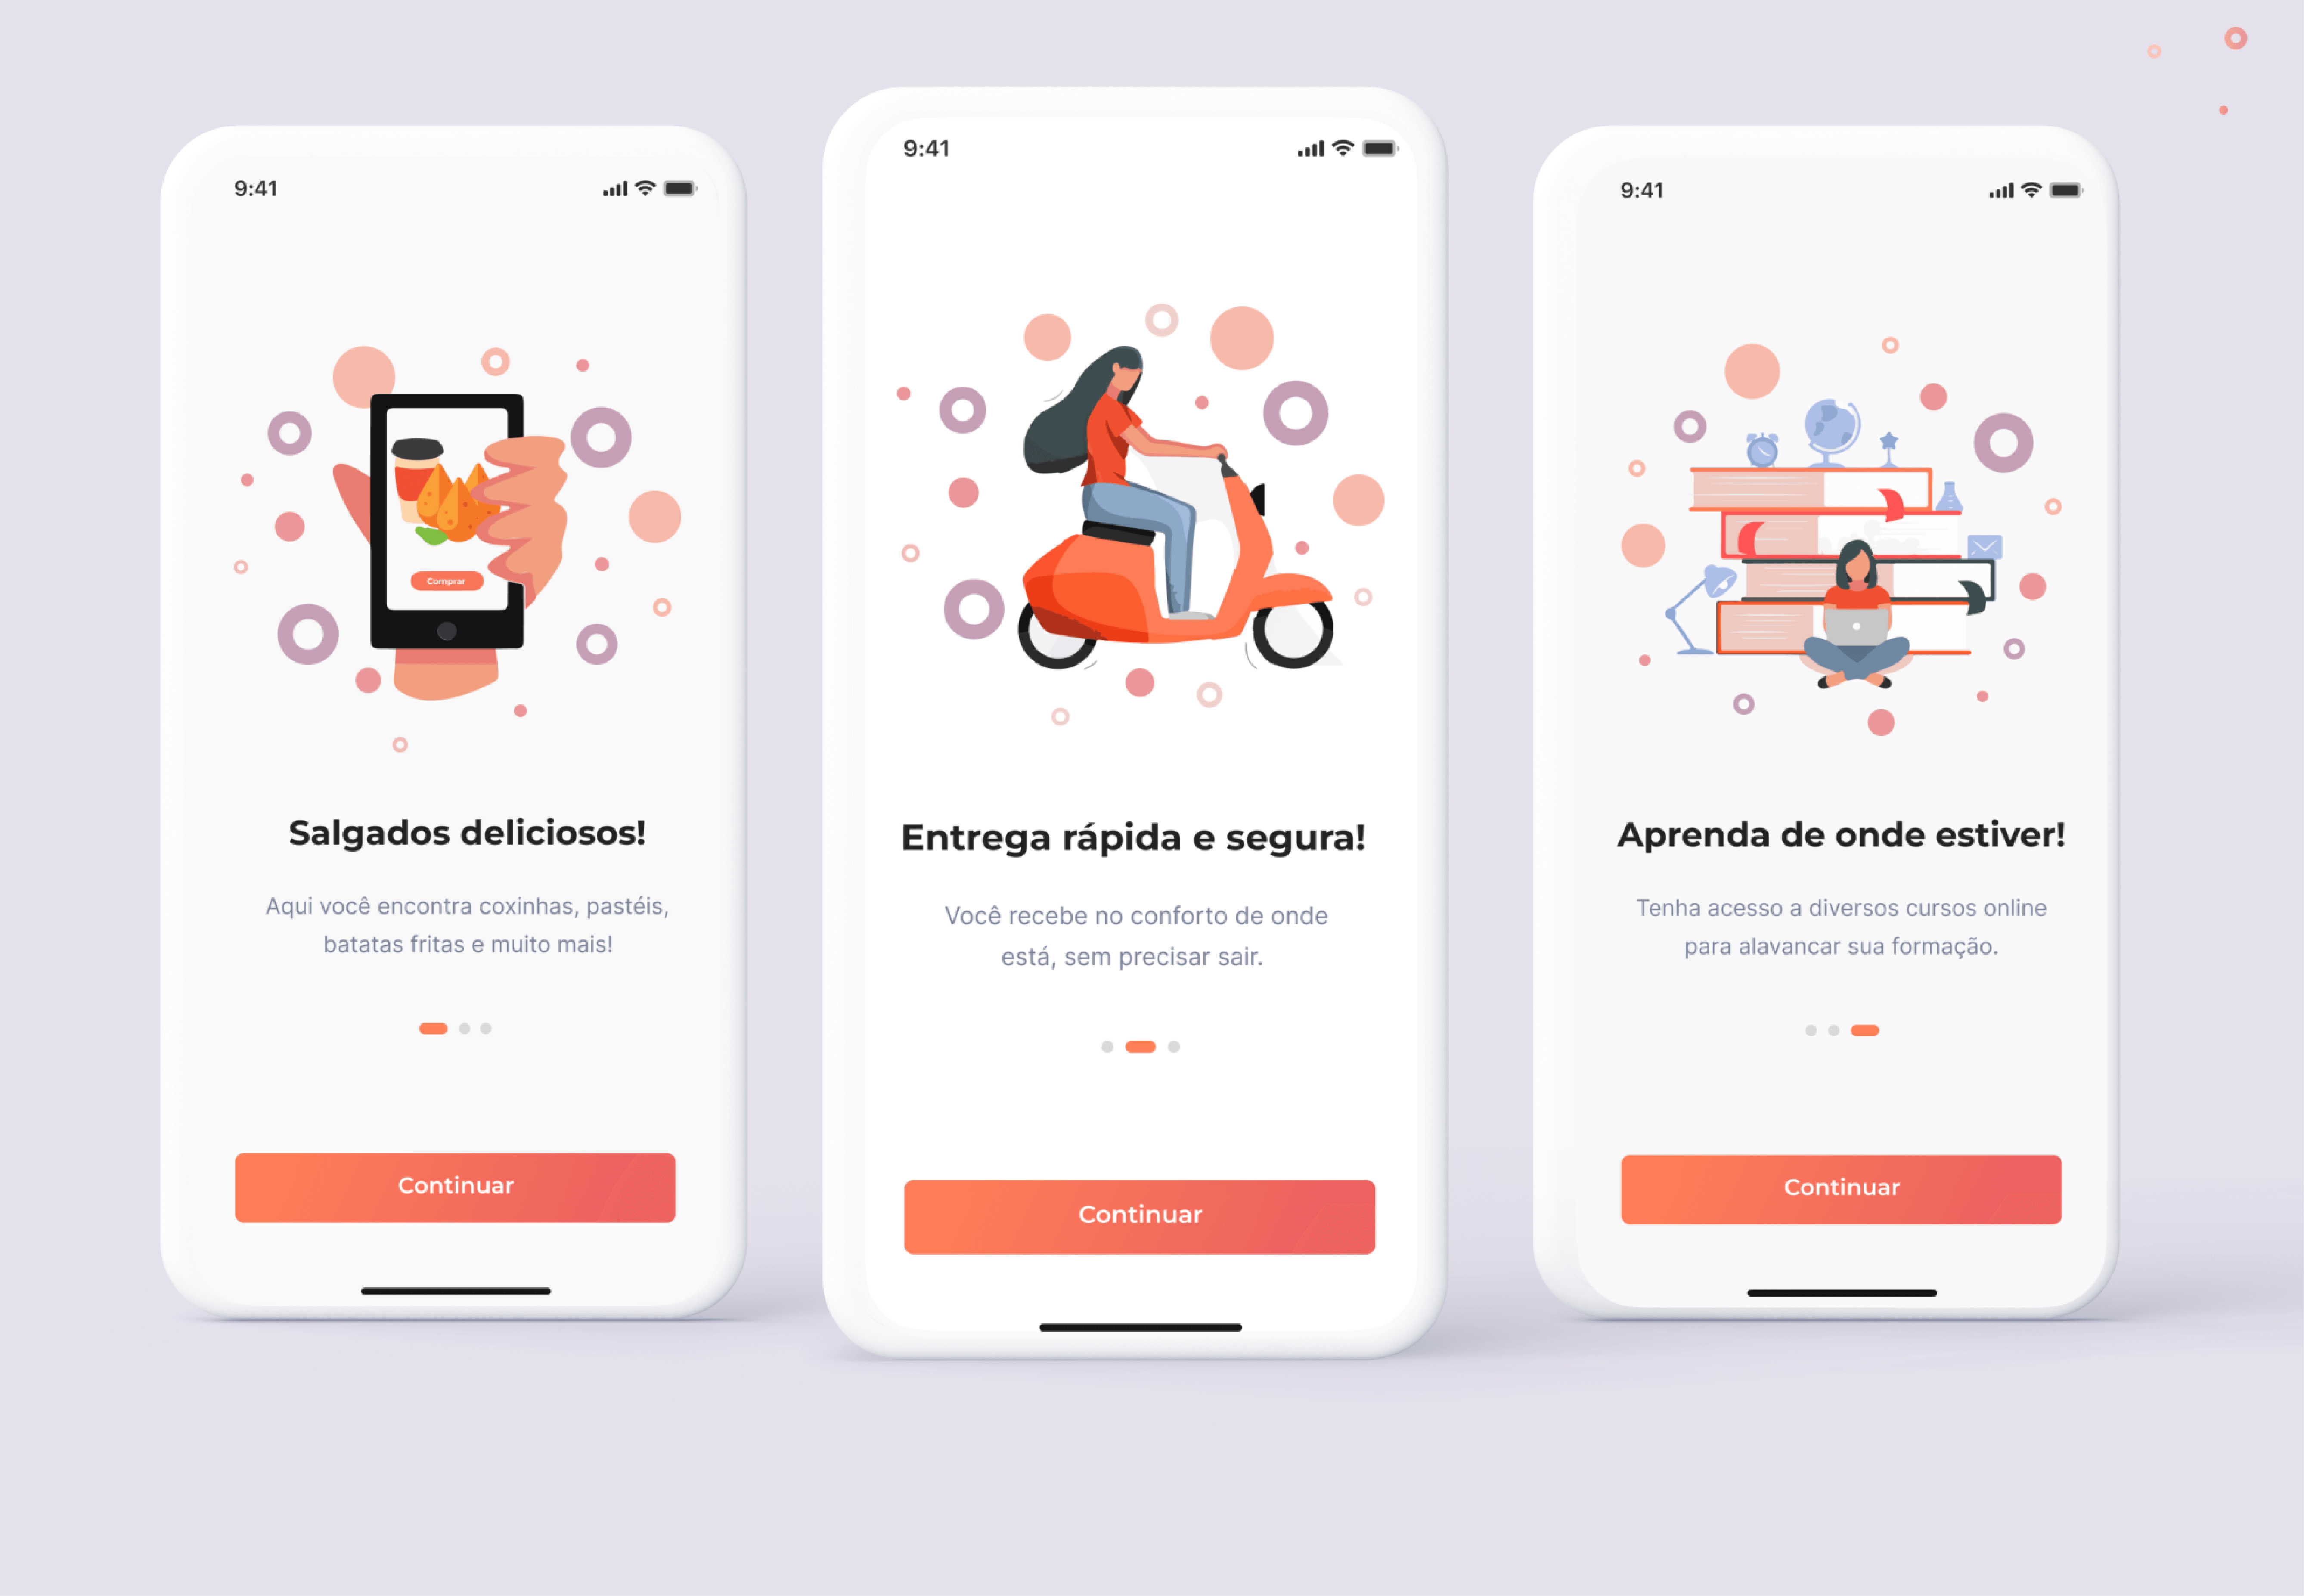 9:41
Comprar
Salgados deliciosos!
Aqui você encontra coxinhas, pastéis,
batatas fritas e muito mais!
Continuar
9:41
Entrega rápida e segura!
Você recebe no conforto de onde
está, sem precisar sair.
Continuar
9:41
Aprenda de onde estiver!
Tenha acesso a diversos cursos online
para alavancar sua formação.
Continuar